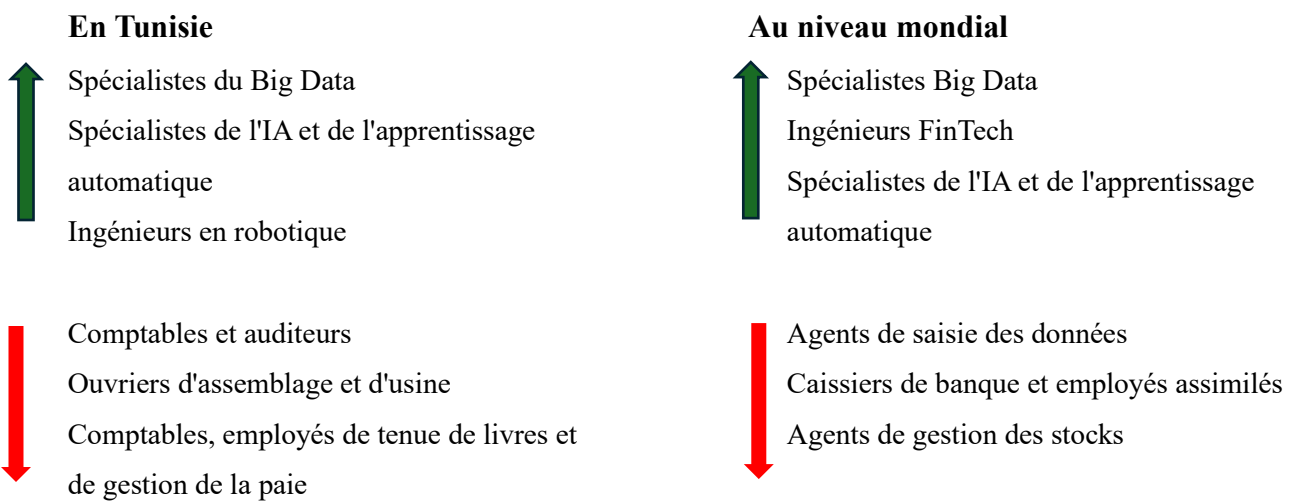 En Tunisie
Spécialistes du Big Data
Spécialistes de l'IA et de l'apprentissage
automatique
Ingénieurs en robotique
Comptables et auditeurs
Ouvriers d'assemblage et d'usine
Comptables, employés de tenue de livres et
de gestion de la paie
Au niveau mondial
Spécialistes Big Data
Ingénieurs FinTech
Spécialistes de l'IA et de l'apprentissage
automatique
Agents de saisie des données
Caissiers de banque et employés assimilés
Agents de gestion des stocks